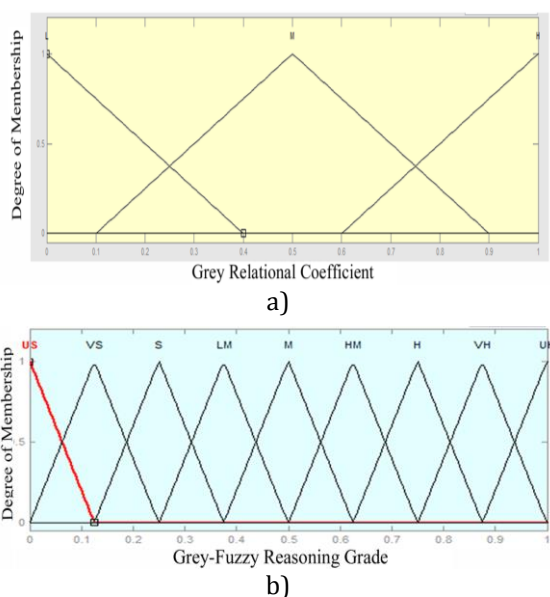 L M H
Degree of Membership
1
0.5
0
0 0.1 0.2 0.3 0.4 0.5 0.6 0.7 0.8 0.9 1
Grey Relational Coefficient
a)
US VS S LM M HM H VH UH
Degree of Membership
1
0.5
0
0 0.1 0.2 0.3 0.4 0.5 0.6 0.7 0.8 0.9 1
Grey-Fuzzy Reasoning Grade
b)